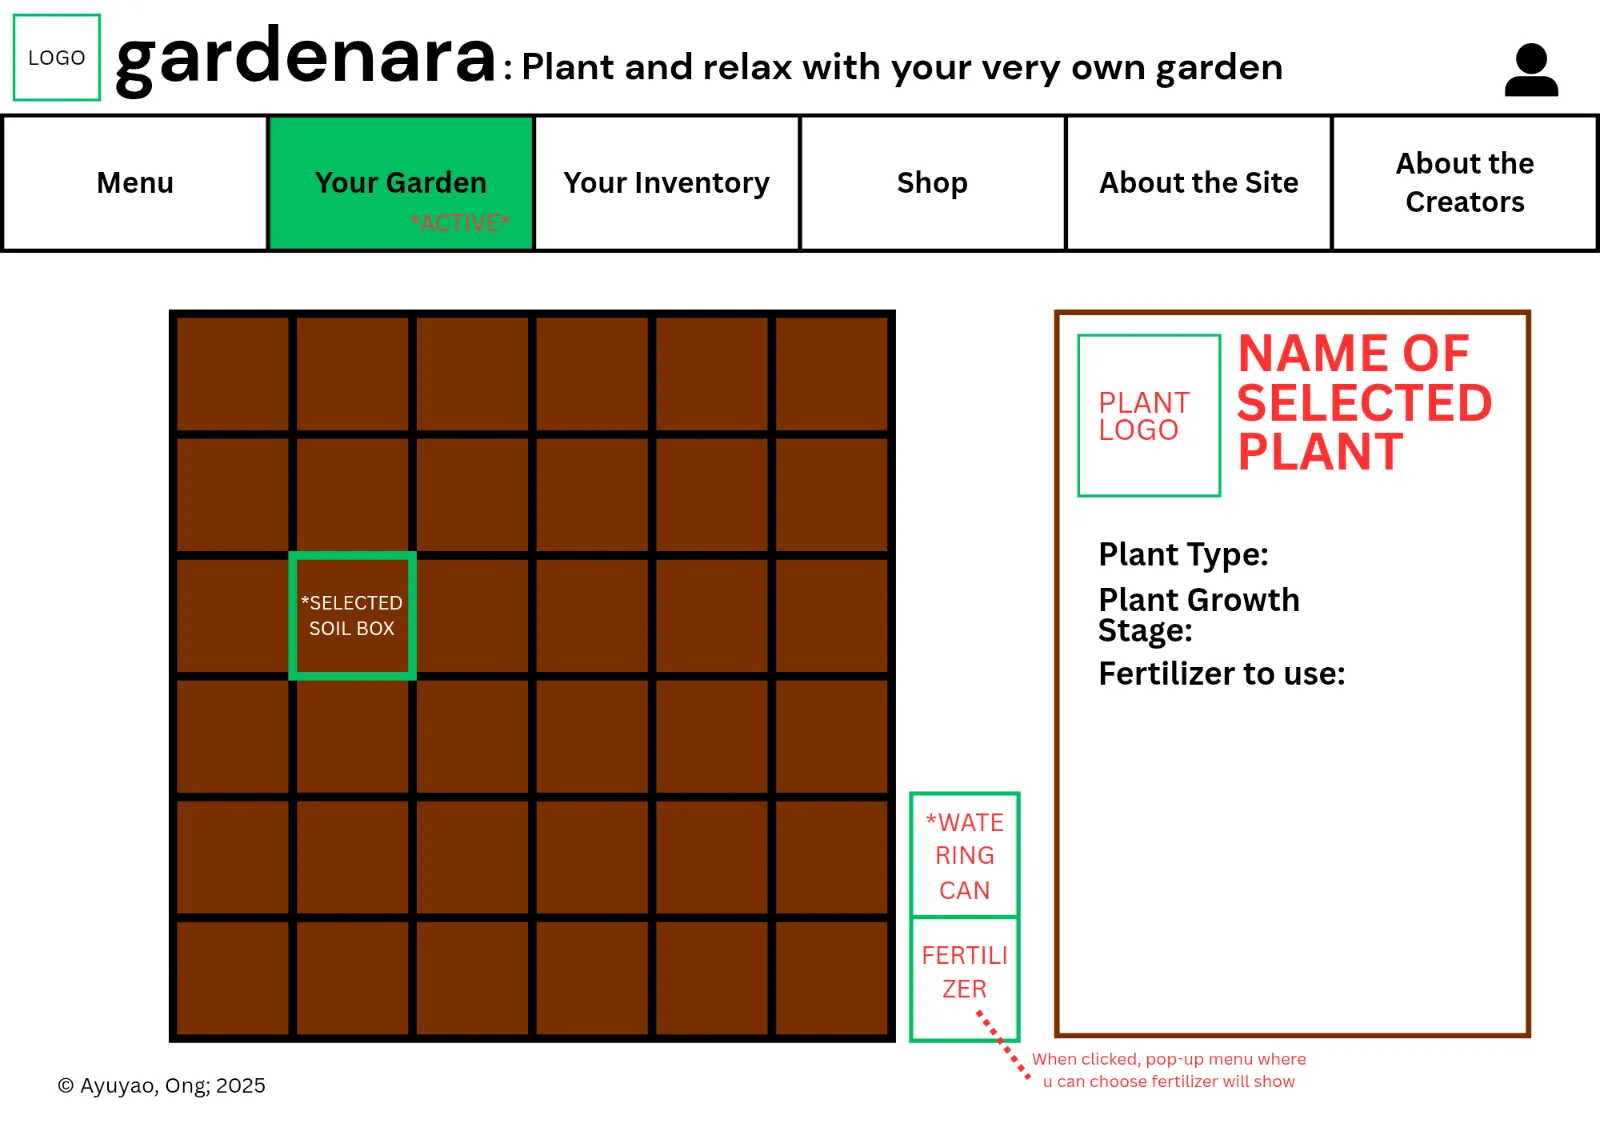 LOGO
gardenara : Plant and relax with your very own garden
Menu
Your Garden
*ACTIVE*
Your Inventory
Shop
About the Site
About the
Creators
*SELECTED
SOIL BOX
PLANT
LOGO
NAME OF
SELECTED
PLANT
Plant Type:
Plant Growth
Stage:
Fertilizer to use:
*WATE
RING
CAN
FERTILI
ZER
When clicked, pop-up menu where
u can choose fertilizer will show
© Ayuyao, Ong; 2025